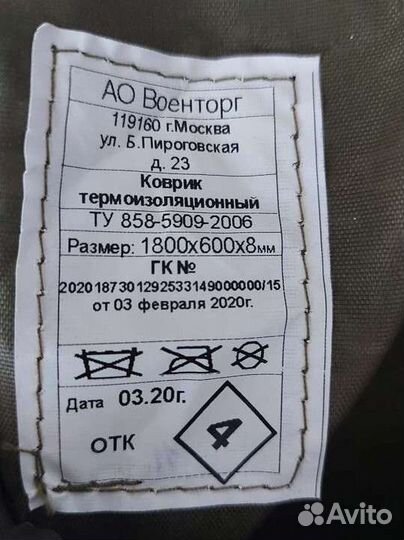 АО Военторг
119160 г.Москва
ул. Б.Пироговская
д. 23
Коврик
термоизоляционный
ТУ 858-5909-2006
Размер: 1800х600х8мм
ГК №
2020187301292533149000000/15
от 03 февраля 2020г.
Дата 03.20г.
ОТК 4
Avito